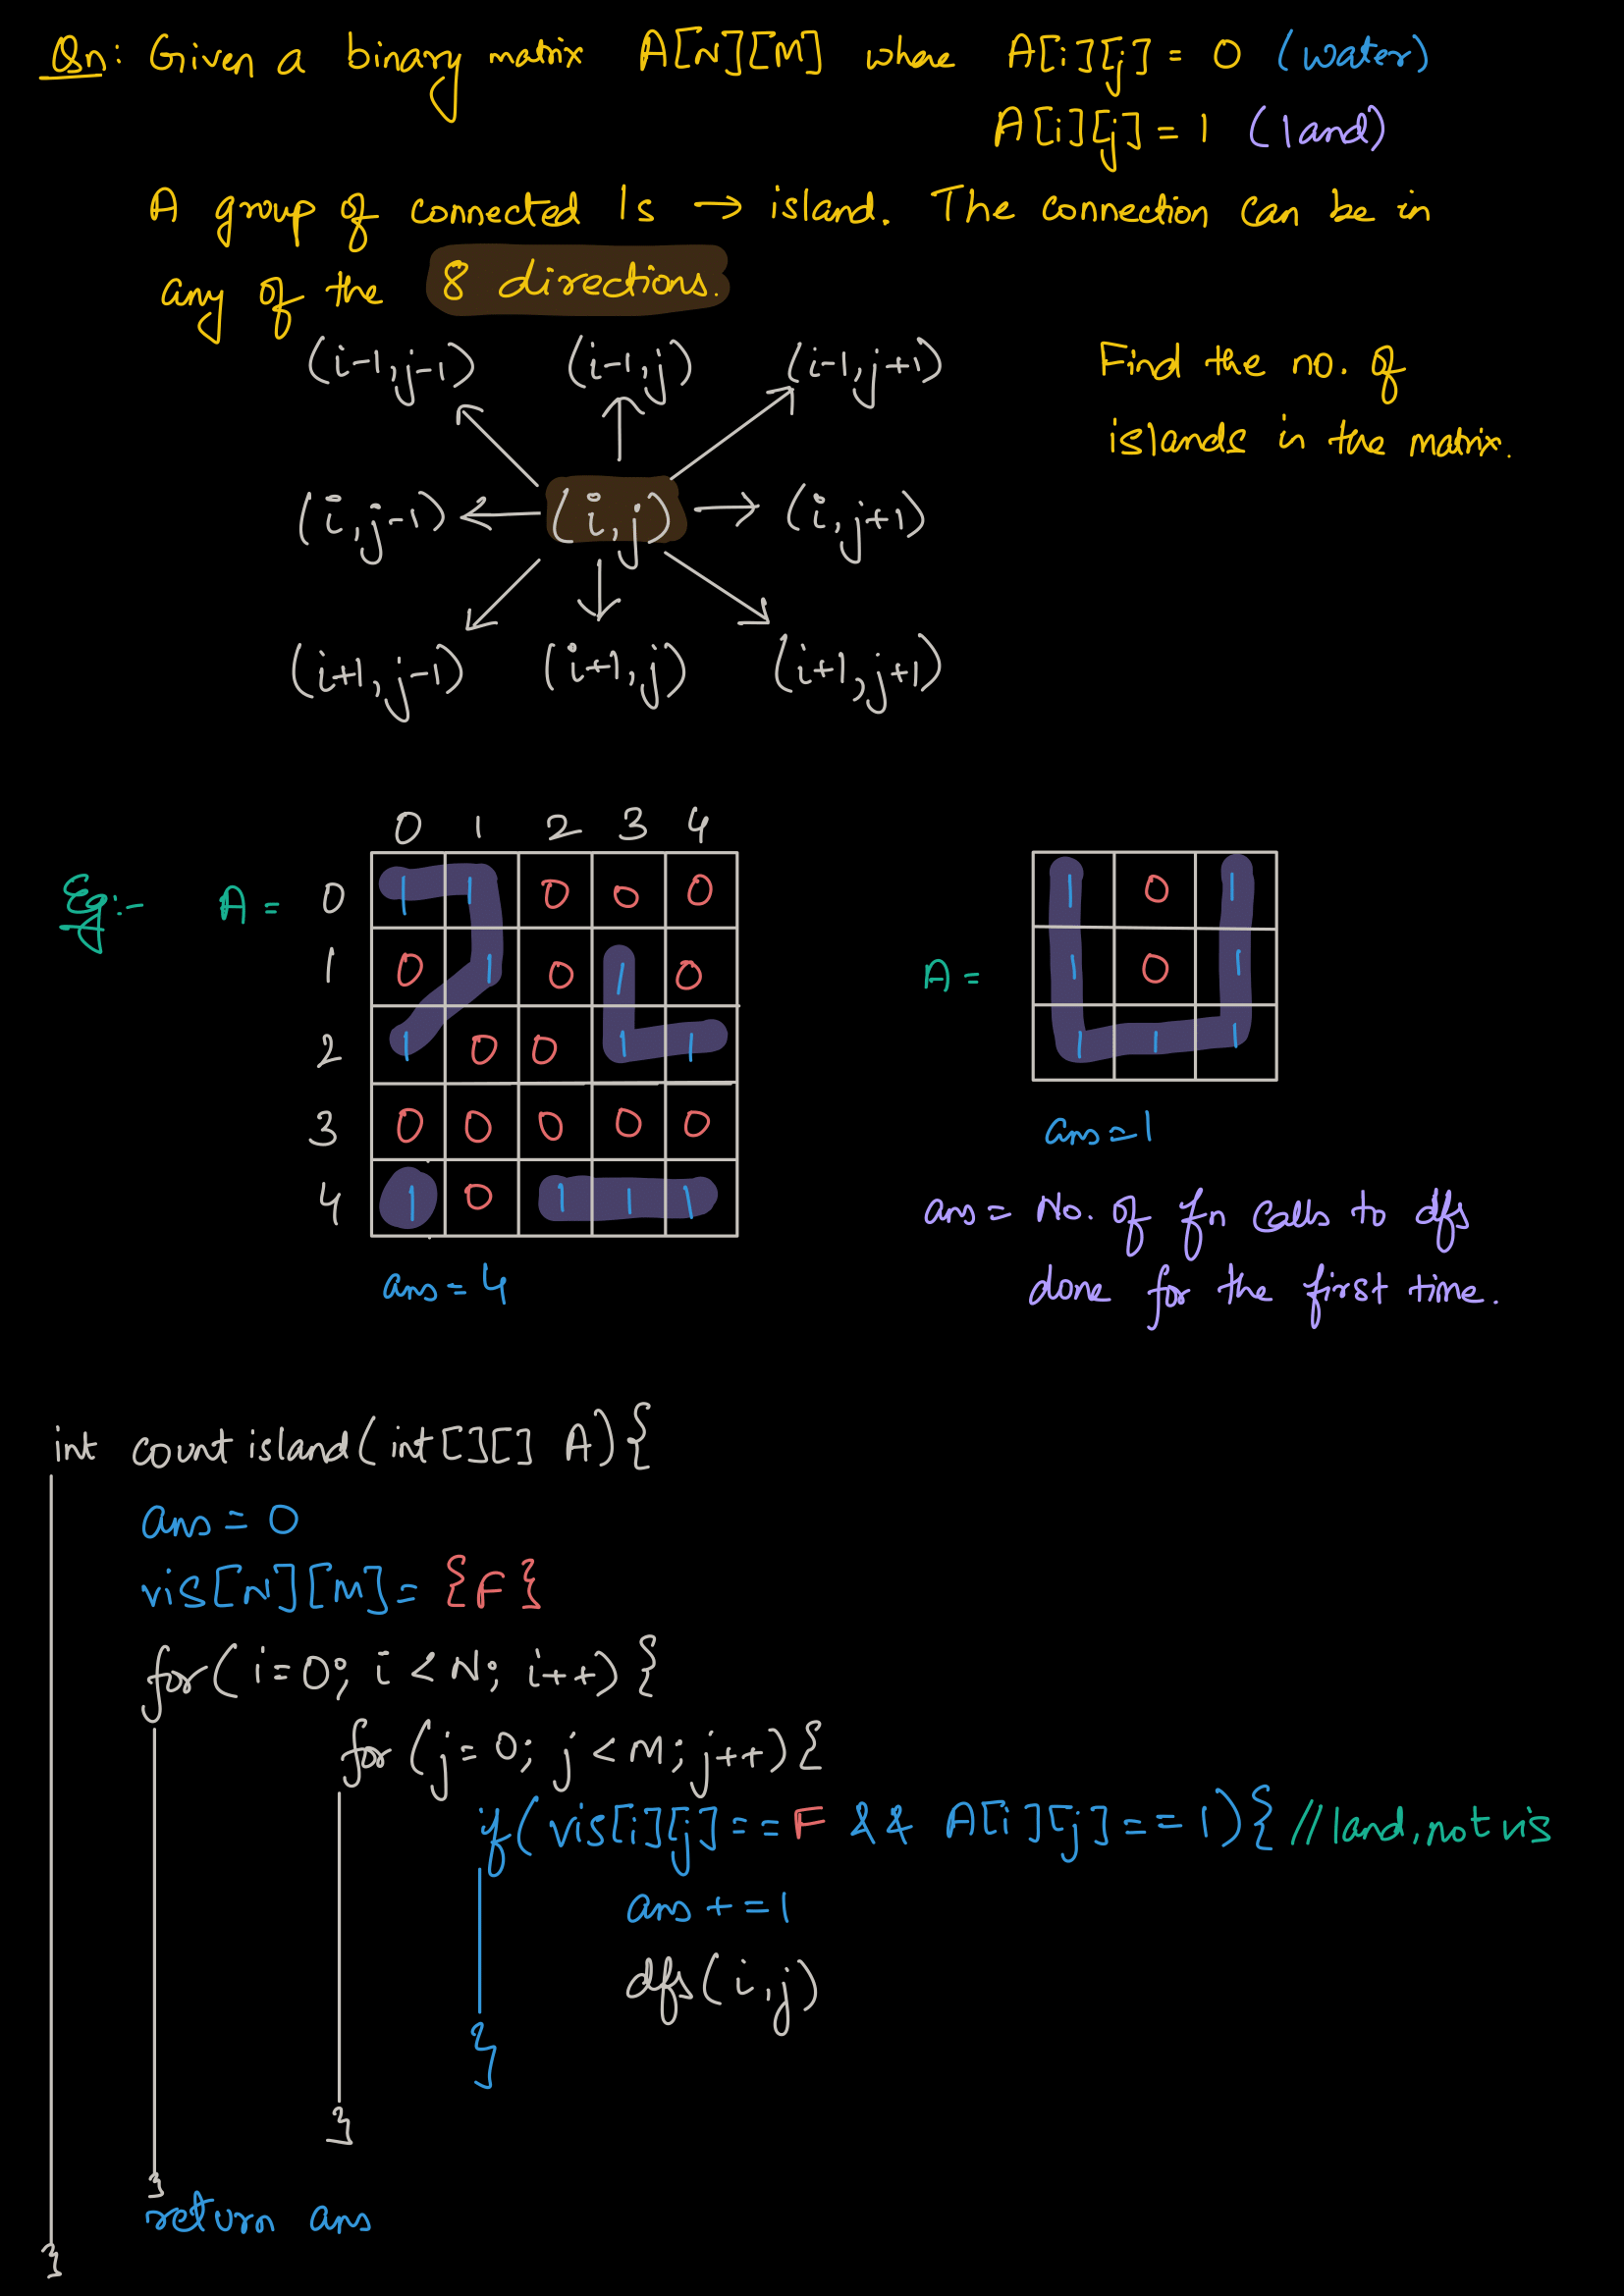 Qn: Given a binary matrix A[N][M] where A[i][j] = 0 (water)
A[i][j] = 1 (land)
A group of connected 1s → island. The connection can be in
any of the 8 directions.
(i-1,j-1) (i-1,j) (i-1,j+1)
Find the no. of
islands in the matrix.
(i,j-1) ← (i,j) → (i,j+1)
(i+1,j-1) (i+1,j) (i+1,j+1)
0 1 2 3 4
Eg:- A = 0 1 1 0 0 0
1 0 1 0 1 0
2 1 0 0 1 1
3 0 0 0 0 0
4 1 0 1 1 1
ans = 4
1 0 1
A = 1 0 1
1 1 1
ans = 1
ans = No. of fn calls to dfs
done for the first time.
int count island(int[][] A){
ans = 0
vis[N][M] = {F}
for(i=0; i<N; i++){
for(j=0; j<M; j++){
if(vis[i][j]==F && A[i][j]==1){ //land, not vis
ans +=1
dfs(i,j)
}
}
}
return ans
}